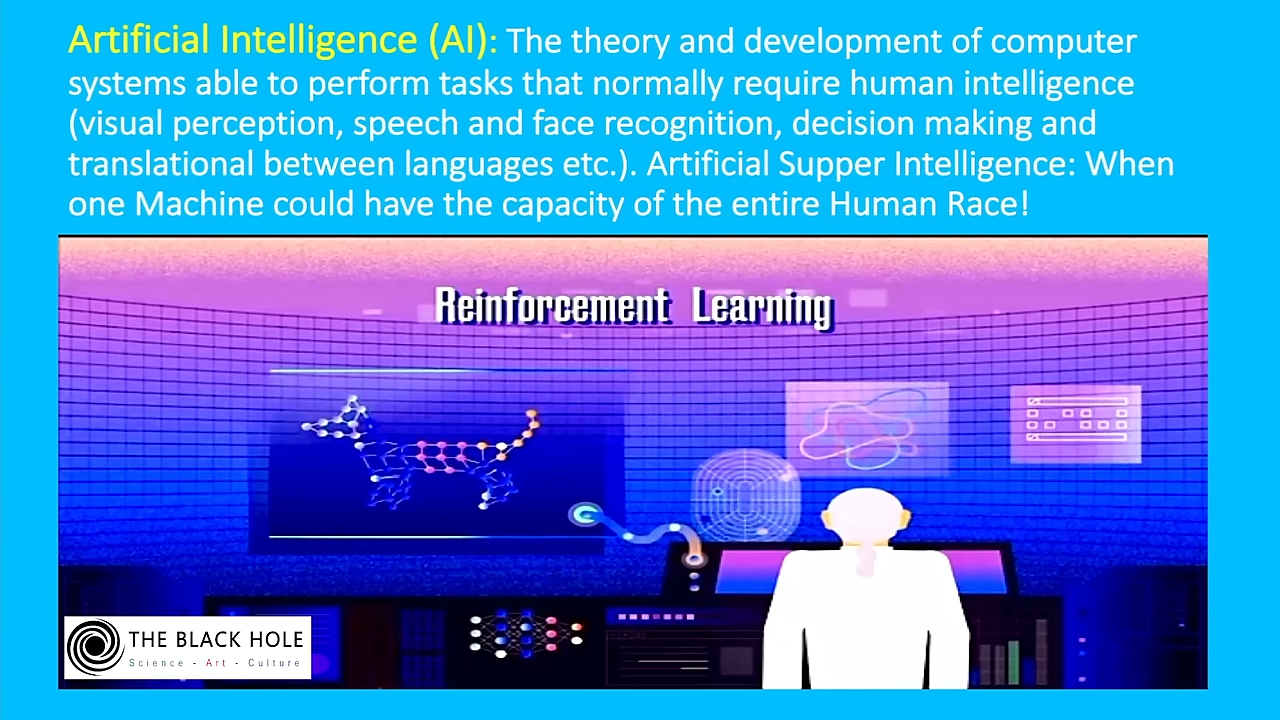 Artificial Intelligence (AI): The theory and development of computer
systems able to perform tasks that normally require human intelligence
(visual perception, speech and face recognition, decision making and
translational between languages etc.). Artificial Supper Intelligence: When
one Machine could have the capacity of the entire Human Race!
Reinforcement Learning
THE BLACK HOLE
Science - Art - Culture